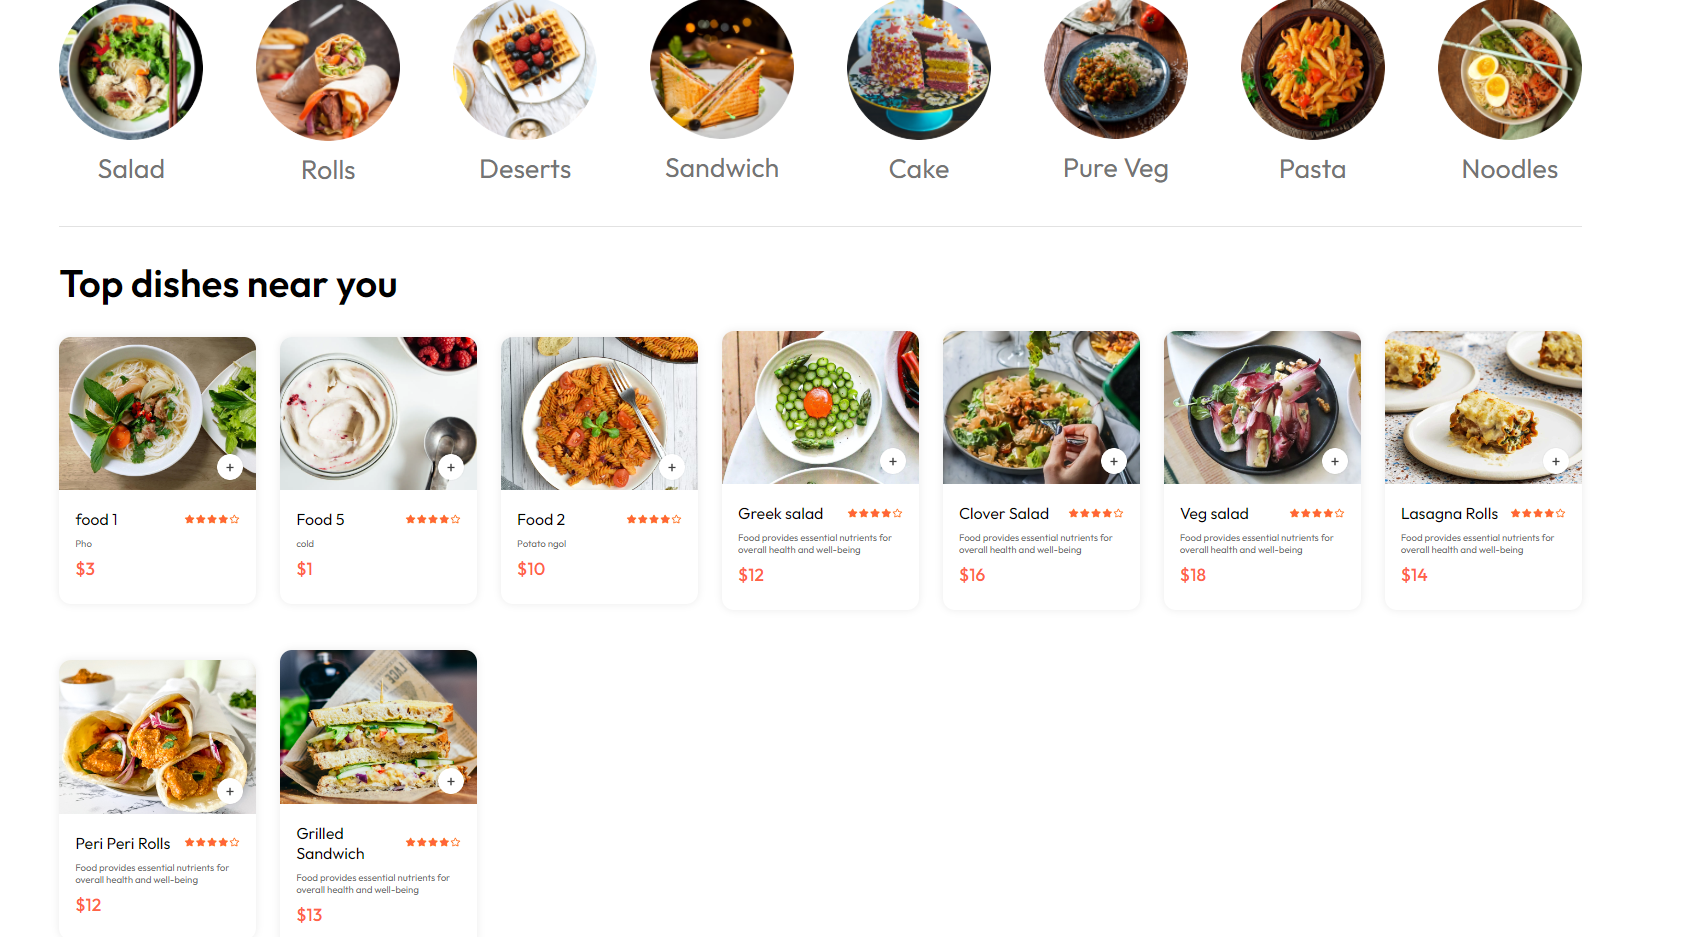 Salad
Rolls
Deserts
Sandwich
Cake
Pure Veg
Pasta
Noodles
Top dishes near you
food 1
Pho
$3
Food 5
cold
$1
Food 2
Potato ngol
$10
Greek salad
Food provides essential nutrients for
overall health and well-being
$12
Clover Salad
Food provides essential nutrients for
overall health and well-being
$16
Veg salad
Food provides essential nutrients for
overall health and well-being
$18
Lasagna Rolls
Food provides essential nutrients for
overall health and well-being
$14
Peri Peri Rolls
Food provides essential nutrients for
overall health and well-being
$12
Grilled
Sandwich
Food provides essential nutrients for
overall health and well-being
$13